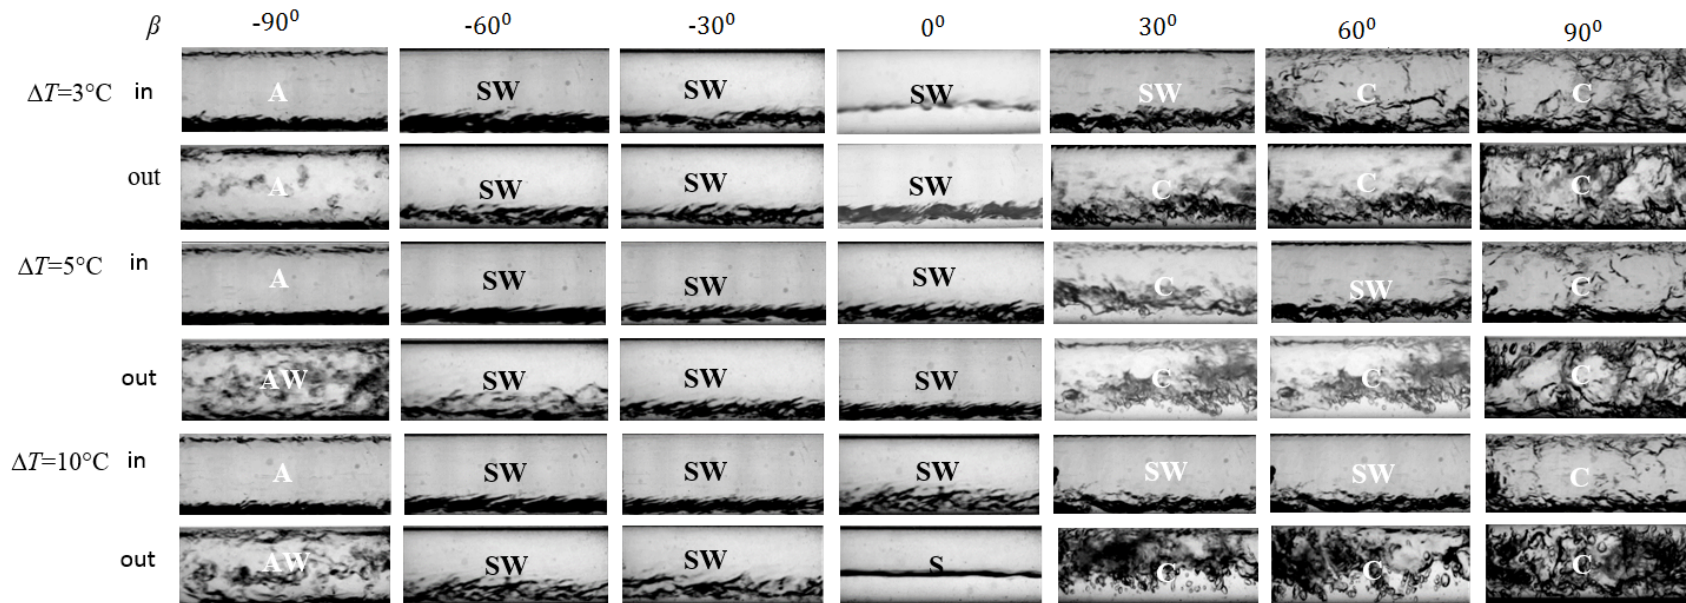 β -90⁰ -60⁰ -30⁰ 0⁰ 30⁰ 60⁰ 90⁰
ΔT=3°C in A SW SW SW SW C C
out A SW SW SW C C C
ΔT=5°C in A SW SW SW C SW C
out AW SW SW SW C C C
ΔT=10°C in A SW SW SW SW SW C
out AW SW SW S C C C